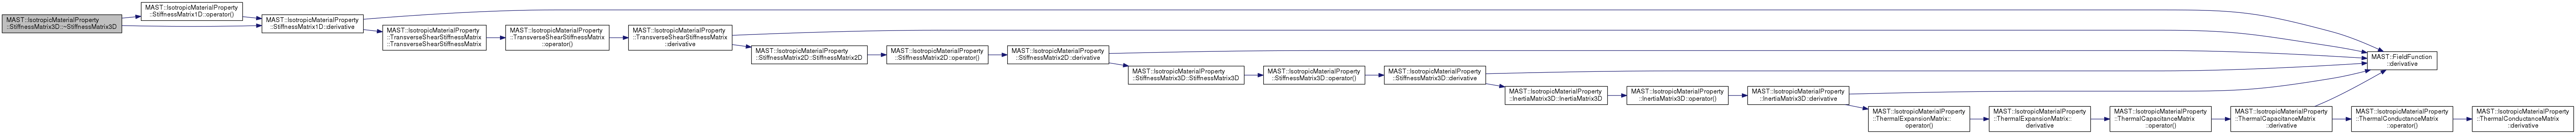 MAST::IsotropicMaterialProperty
::StiffnessMatrix3D::~StiffnessMatrix3D
MAST::IsotropicMaterialProperty
::StiffnessMatrix1D::operator()
MAST::IsotropicMaterialProperty
::StiffnessMatrix1D::derivative
MAST::IsotropicMaterialProperty
::TransverseShearStiffnessMatrix
::TransverseShearStiffnessMatrix
MAST::IsotropicMaterialProperty
::TransverseShearStiffnessMatrix
::operator()
MAST::IsotropicMaterialProperty
::TransverseShearStiffnessMatrix
::derivative
MAST::IsotropicMaterialProperty
::StiffnessMatrix2D::StiffnessMatrix2D
MAST::IsotropicMaterialProperty
::StiffnessMatrix2D::operator()
MAST::IsotropicMaterialProperty
::StiffnessMatrix2D::derivative
MAST::IsotropicMaterialProperty
::StiffnessMatrix3D::StiffnessMatrix3D
MAST::IsotropicMaterialProperty
::StiffnessMatrix3D::operator()
MAST::IsotropicMaterialProperty
::StiffnessMatrix3D::derivative
MAST::IsotropicMaterialProperty
::InertiaMatrix3D::InertiaMatrix3D
MAST::IsotropicMaterialProperty
::InertiaMatrix3D::operator()
MAST::IsotropicMaterialProperty
::InertiaMatrix3D::derivative
MAST::IsotropicMaterialProperty
::ThermalExpansionMatrix::
operator()
MAST::IsotropicMaterialProperty
::ThermalExpansionMatrix::
derivative
MAST::IsotropicMaterialProperty
::ThermalCapacitanceMatrix
::operator()
MAST::IsotropicMaterialProperty
::ThermalCapacitanceMatrix
::derivative
MAST::FieldFunction
::derivative
MAST::IsotropicMaterialProperty
::ThermalConductanceMatrix
::operator()
MAST::IsotropicMaterialProperty
::ThermalConductanceMatrix
::derivative